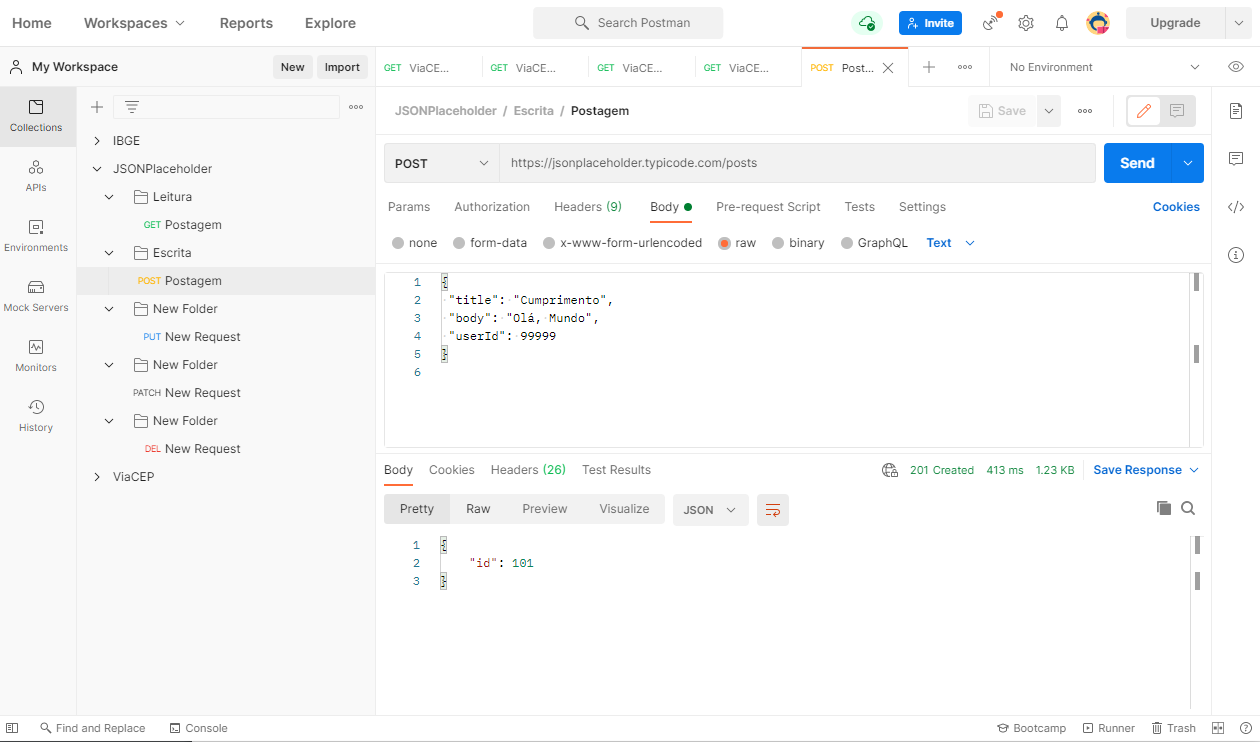 Home Workspaces Reports Explore Search Postman Invite Upgrade
My Workspace New Import
GET ViaCE... GET ViaCE... GET ViaCE... GET ViaCE... POST Post... No Environment
Collections
APIs
Environments
Mock Servers
Monitors
History
IBGE
JSONPlaceholder
Leitura
GET Postagem
Escrita
POST Postagem
New Folder
PUT New Request
New Folder
PATCH New Request
New Folder
DEL New Request
ViaCEP
JSONPlaceholder / Escrita / Postagem Save
POST https://jsonplaceholder.typicode.com/posts Send
Params Authorization Headers (9) Body Pre-request Script Tests Settings Cookies
none form-data x-www-form-urlencoded raw binary GraphQL Text
1 {
2 "title": "Cumprimento",
3 "body": "Olá, Mundo",
4 "userId": 99999
5 }
6
Body Cookies Headers (26) Test Results 201 Created 413 ms 1.23 KB Save Response
Pretty Raw Preview Visualize JSON
1 {
2 "id": 101
3 }
Find and Replace Console Bootcamp Runner Trash